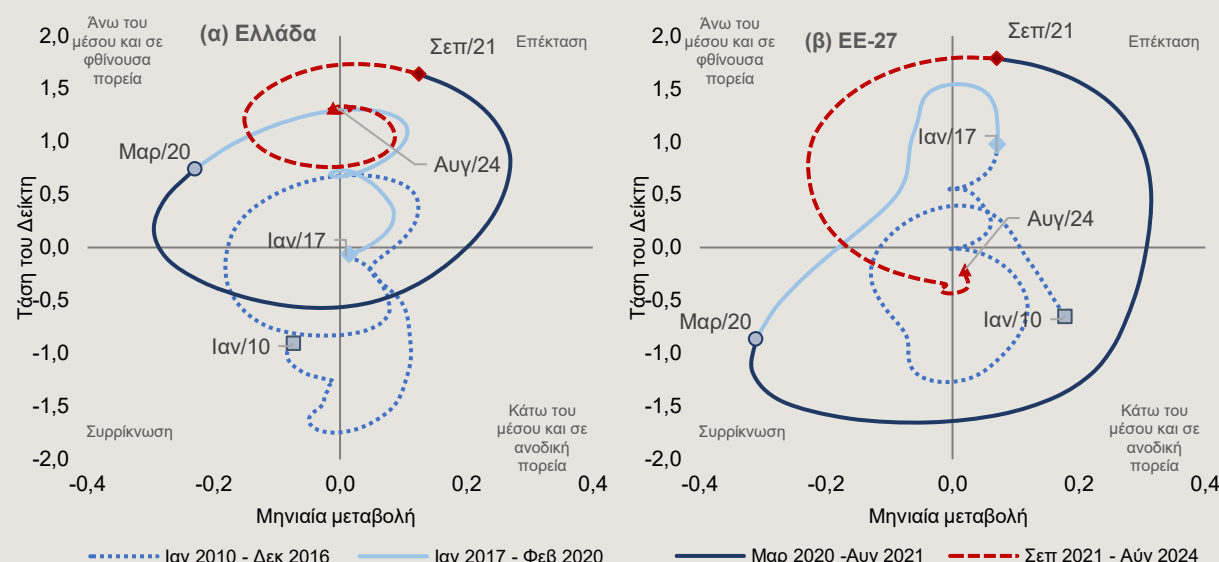 (α) Ελλάδα
Άνω του
μέσου και σε
φθίνουσα
πορεία
Επέκταση
Σεπ/21
Μαρ/20
Αυγ/24
Ιαν/17
Ιαν/10
Συρρίκνωση
Κάτω του
μέσου και σε
ανοδική
πορεία
Τάση του Δείκτη
2,0
1,5
1,0
0,5
0,0
-0,5
-1,0
-1,5
-2,0
-0,4
-0,2
0,0
0,2
0,4
Μηνιαία μεταβολή
(β) ΕΕ-27
Άνω του
μέσου και σε
φθίνουσα
πορεία
Επέκταση
Σεπ/21
Ιαν/17
Αυγ/24
Μαρ/20
Ιαν/10
Συρρίκνωση
Κάτω του
μέσου και σε
ανοδική
πορεία
Τάση του Δείκτη
2,0
1,5
1,0
0,5
0,0
-0,5
-1,0
-1,5
-2,0
-0,4
-0,2
0,0
0,2
0,4
Μηνιαία μεταβολή
Ιαν 2010 - Δεκ 2016
Ιαν 2017 - Φεβ 2020
Μαρ 2020 -Αυγ 2021
Σεπ 2021 - Αύγ 2024